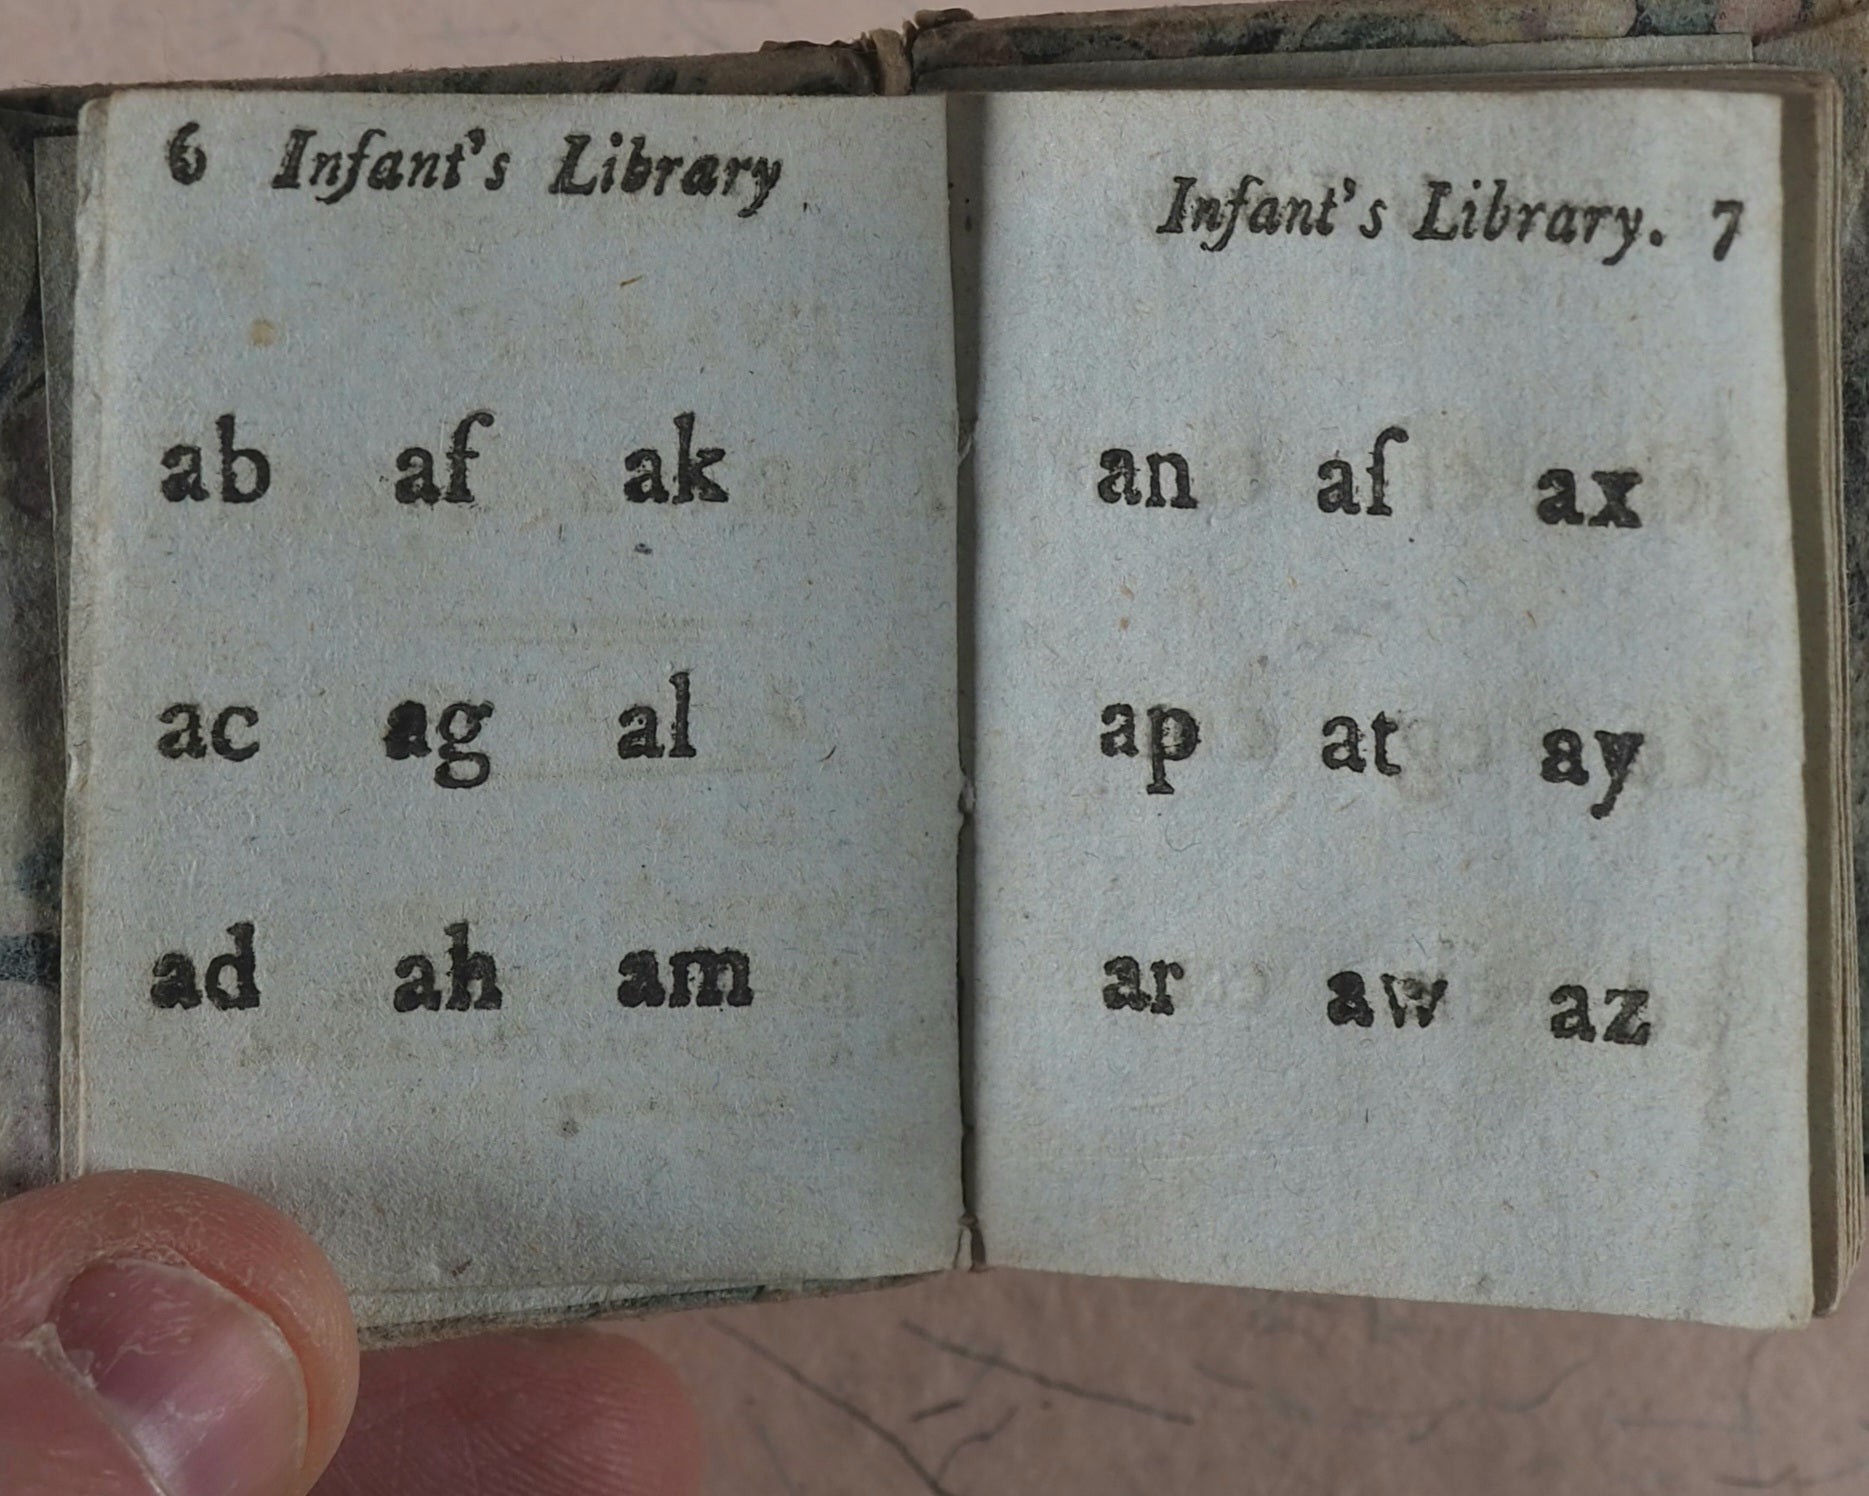 6 Infant's Library
ab af ak
ac ag al
ad ah am
Infant's Library. 7
an aſ ax
ap at ay
ar aw az